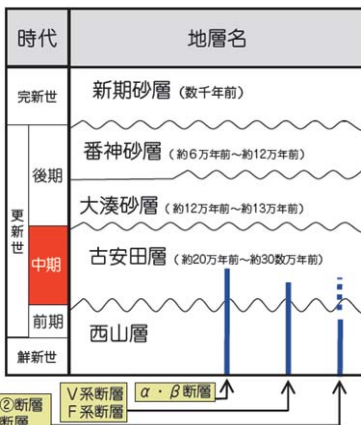 時代
地層名
完新世
新期砂層（数千年前）
更新世
後期
番神砂層（約6万年前～約12万年前）
大湊砂層（約12万年前～約13万年前）
中期
古安田層（約20万年前～約30数万年前）
前期
西山層
鮮新世
②断層
断層
V系断層
F系断層
α・β断層